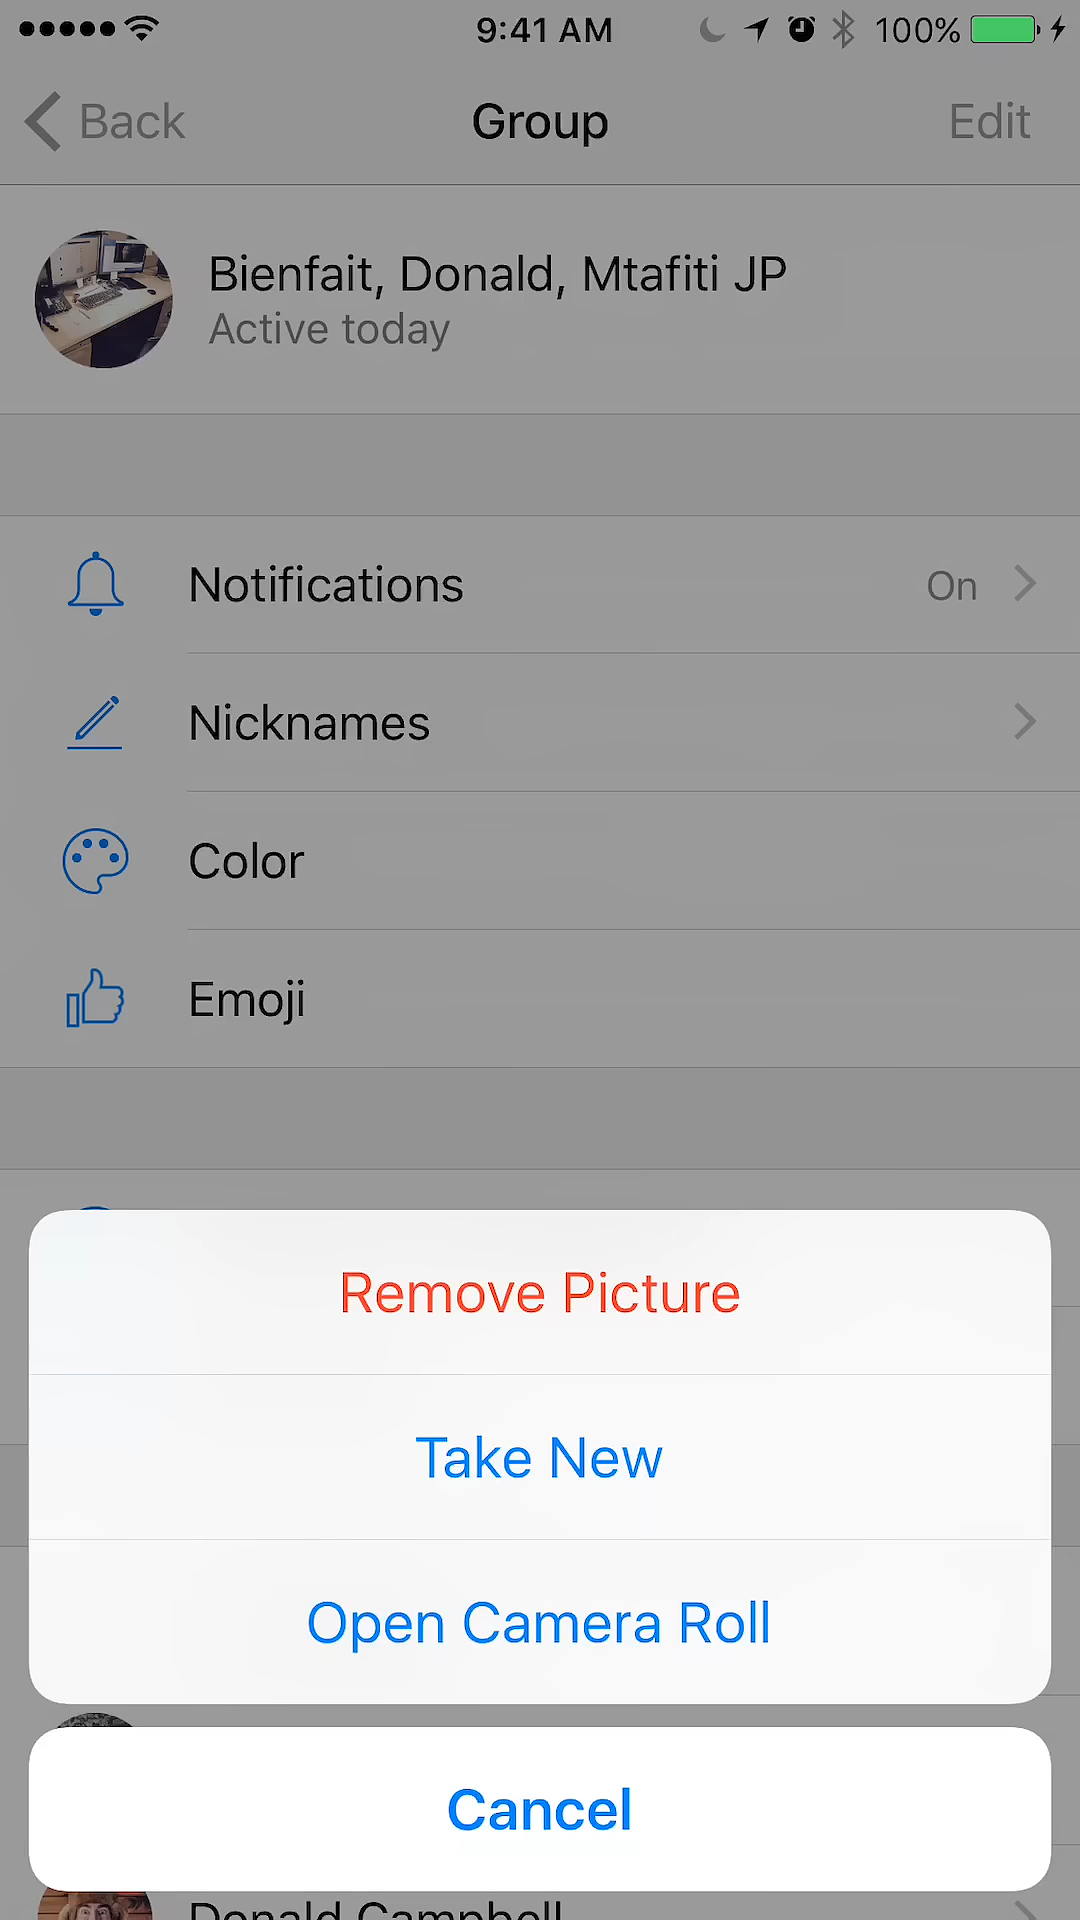 9:41 AM
100%
Back
Group
Edit
Bienfait, Donald, Mtafiti JP
Active today
Notifications
On
Nicknames
Color
Emoji
Remove Picture
Take New
Open Camera Roll
Cancel
Donald Campbell